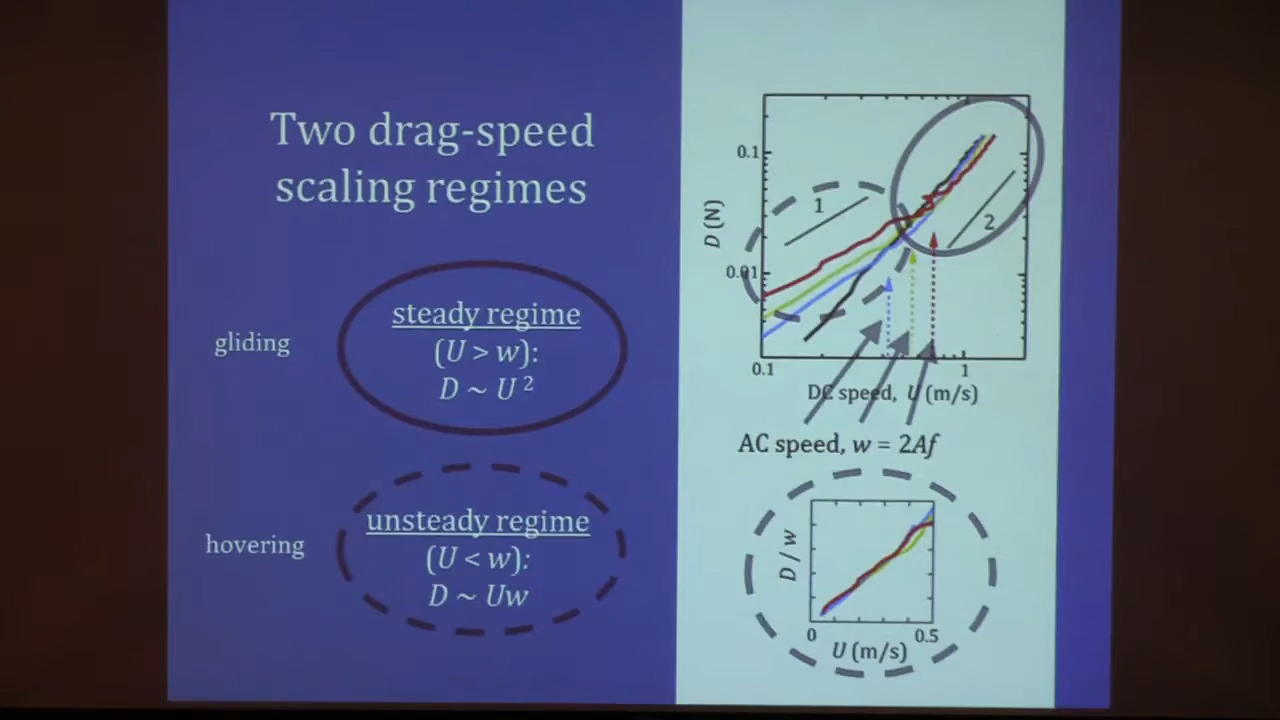 Two drag-speed
scaling regimes
gliding
steady regime
(U > w):
D ~ U²
hovering
unsteady regime
(U < w):
D ~ Uw
D (N)
0.1
0.01
1
2
0.1
1
DC speed, U (m/s)
AC speed, w = 2Af
D / w
0
0.5
U (m/s)